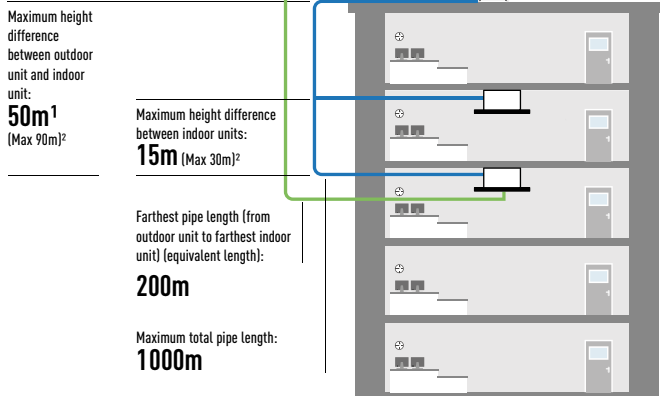 Maximum height
difference
between outdoor
unit and indoor
unit:
50m¹
(Max 90m)²
Maximum height difference
between indoor units:
15m (Max 30m)²
Farthest pipe length (from
outdoor unit to farthest indoor
unit) (equivalent length):
200m
Maximum total pipe length:
1000m